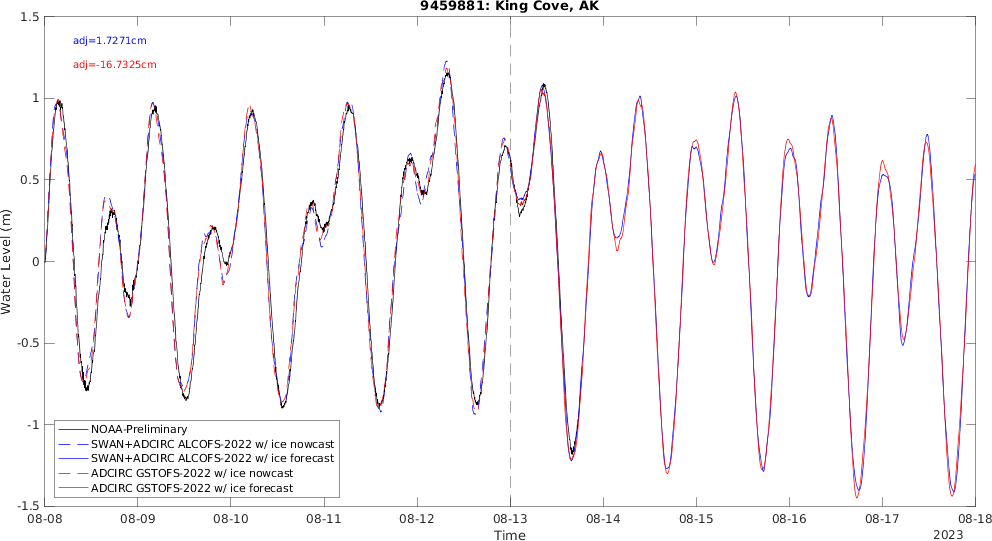 9459881: King Cove, AK
adj=1.7271cm
adj=-16.7325cm
Water Level (m)
1.5
1
0.5
0
-0.5
-1
-1.5
NOAA-Preliminary
SWAN+ADCIRC ALCOFS-2022 w/ ice nowcast
SWAN+ADCIRC ALCOFS-2022 w/ ice forecast
ADCIRC GSTOFS-2022 w/ ice nowcast
ADCIRC GSTOFS-2022 w/ ice forecast
08-08 08-09 08-10 08-11 08-12 08-13 08-14 08-15 08-16 08-17 08-18
Time
2023